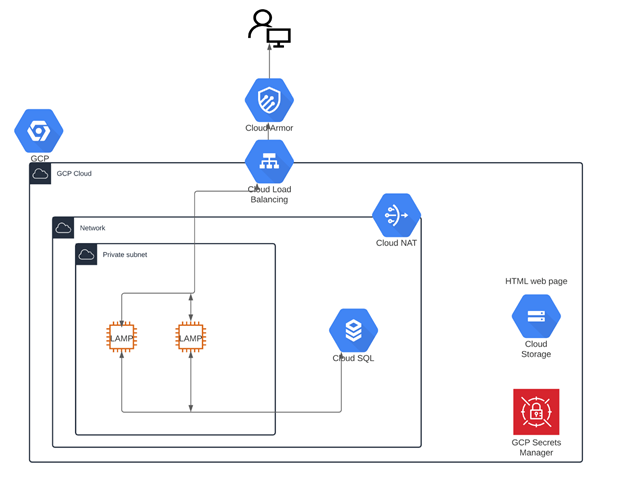 Cloud Armor
GCP
GCP Cloud
Cloud Load
Balancing
Network
Cloud NAT
Private subnet
HTML web page
LAMP
LAMP
Cloud SQL
Cloud
Storage
GCP Secrets
Manager